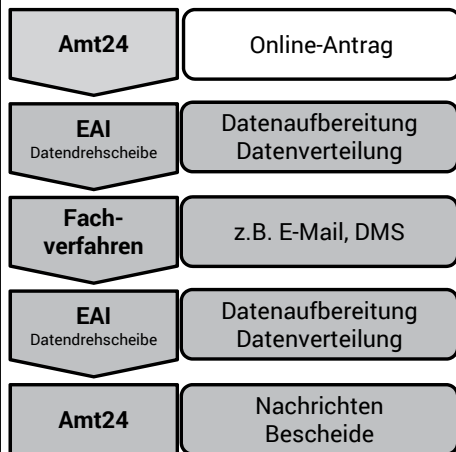 Amt24
Online-Antrag
EAI
Datendrehscheibe
Datenaufbereitung
Datenverteilung
Fach-
verfahren
z.B. E-Mail, DMS
EAI
Datendrehscheibe
Datenaufbereitung
Datenverteilung
Amt24
Nachrichten
Bescheide